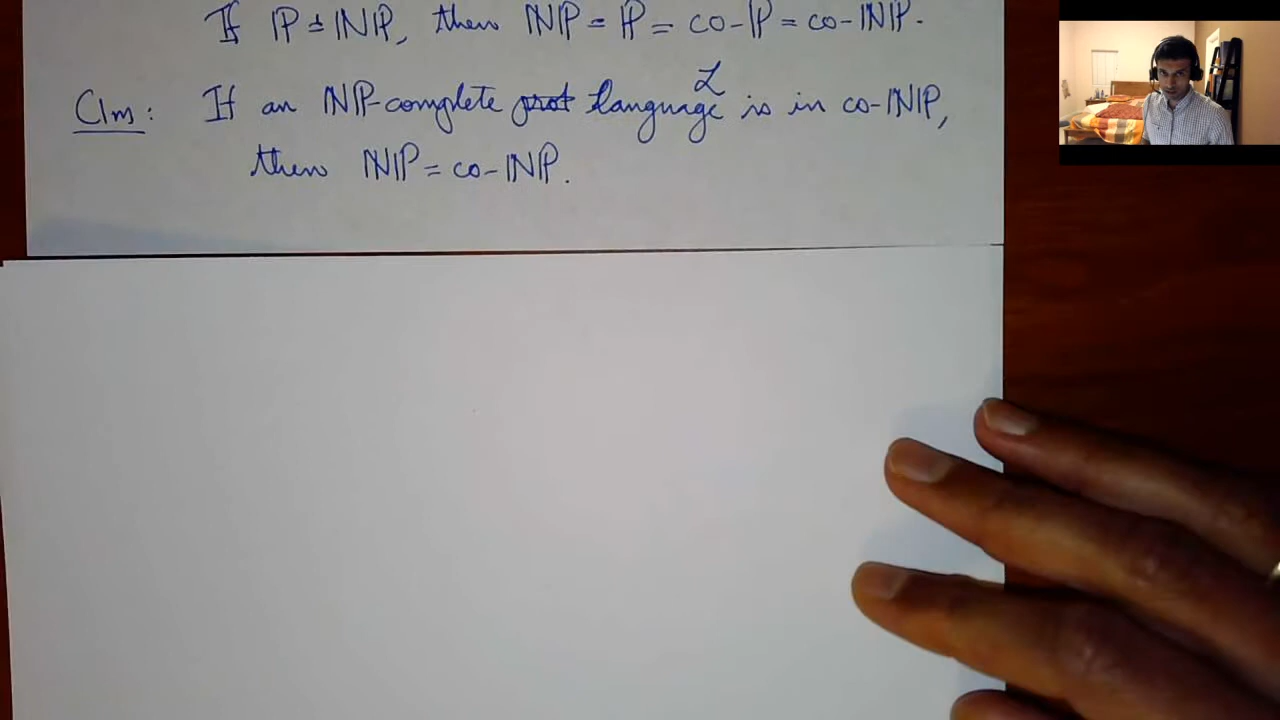 If P ≠ NP, then NP = P = co-P = co-NP.
Clm: If an NP-complete prot language L is in co-NP,
then NP = co-NP.